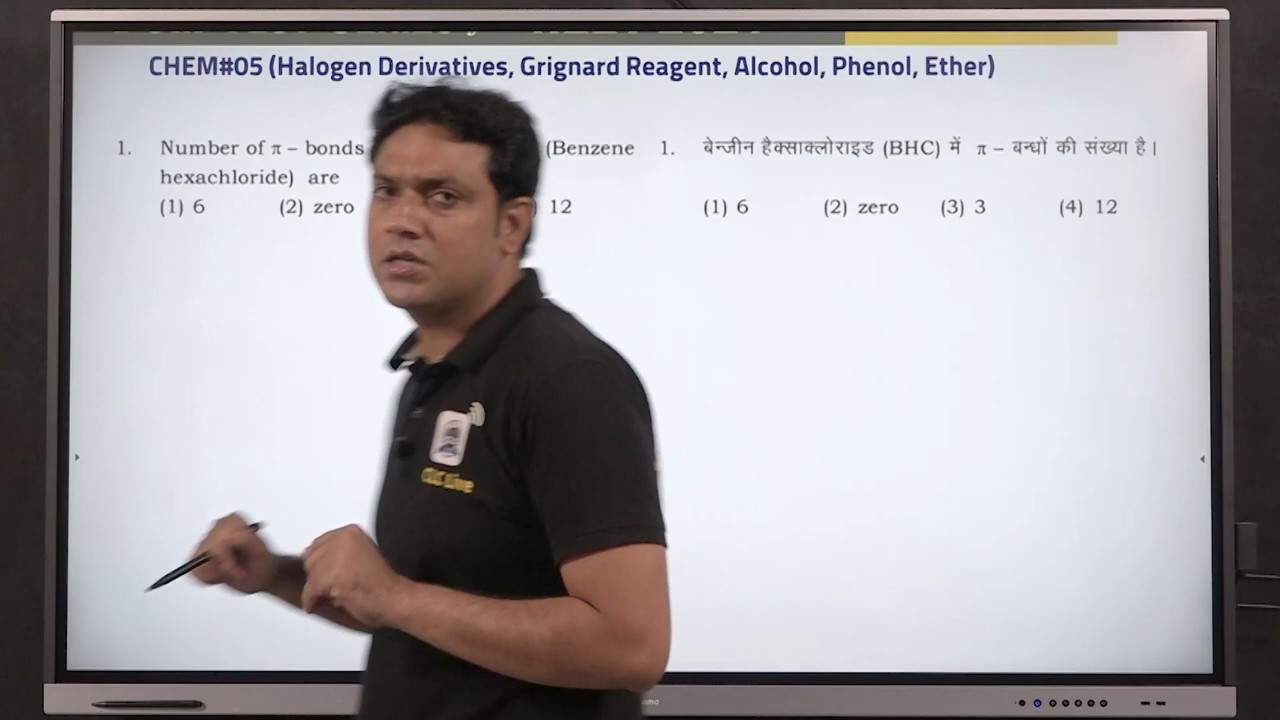 CHEM#05 (Halogen Derivatives, Grignard Reagent, Alcohol, Phenol, Ether)
1. Number of π – bonds (Benzene
hexachloride) are
(1) 6 (2) zero ) 12
1. बेन्जीन हैक्साक्लोराइड (BHC) में π – बन्धों की संख्या है।
(1) 6 (2) zero (3) 3 (4) 12
Live